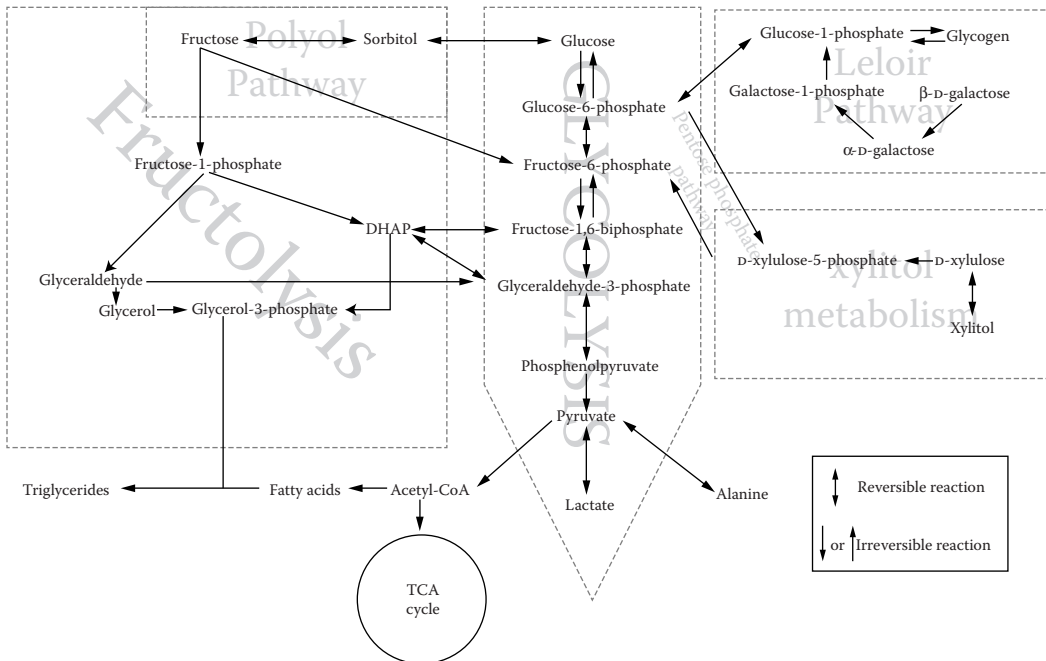 Polyol
Pathway
Fructose
Sorbitol
Glucose
Glucose-1-phosphate
Glycogen
Leloir
Pathway
Galactose-1-phosphate
β-D-galactose
α-D-galactose
Glucose-6-phosphate
Pentose phosphate
pathway
Fructolysis
GLYCOLYSIS
Fructose-1-phosphate
Fructose-6-phosphate
DHAP
Fructose-1,6-biphosphate
Glyceraldehyde
Glyceraldehyde-3-phosphate
Glycerol
Glycerol-3-phosphate
D-xylulose-5-phosphate
D-xylulose
xylitol
metabolism
Xylitol
Phosphenolpyruvate
Pyruvate
Triglycerides
Fatty acids
Acetyl-CoA
Lactate
Alanine
TCA
cycle
Reversible reaction
or Irreversible reaction